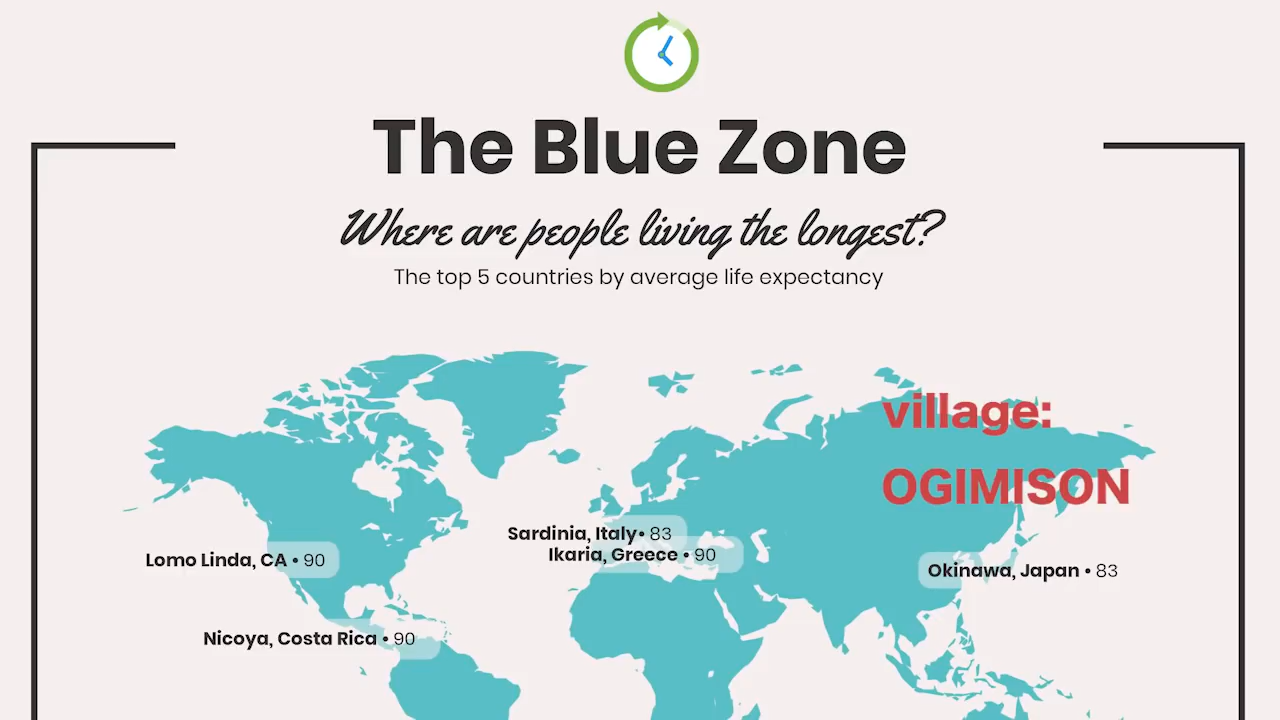 The Blue Zone
Where are people living the longest?
The top 5 countries by average life expectancy
village:
OGIMISON
Sardinia, Italy• 83
Ikaria, Greece • 90
Lomo Linda, CA • 90
Okinawa, Japan • 83
Nicoya, Costa Rica • 90